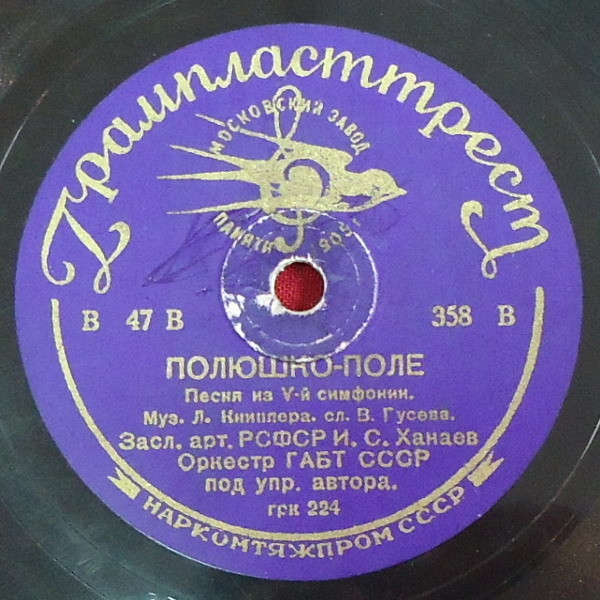 Грампласттрест
МОСКОВСКИЙ ЗАВОД
ПАМЯТИ 905
В 47 В
358 В
ПОЛЮШКО-ПОЛЕ
Песня из V-й симфонии.
Муз. Л. Книппера. сл. В. Гусева.
Засл. арт. РСФСР И. С. Ханаев
Оркестр ГАБТ СССР
под упр. автора.
грк 224
НАРКОМТЯЖПРОМ СССР